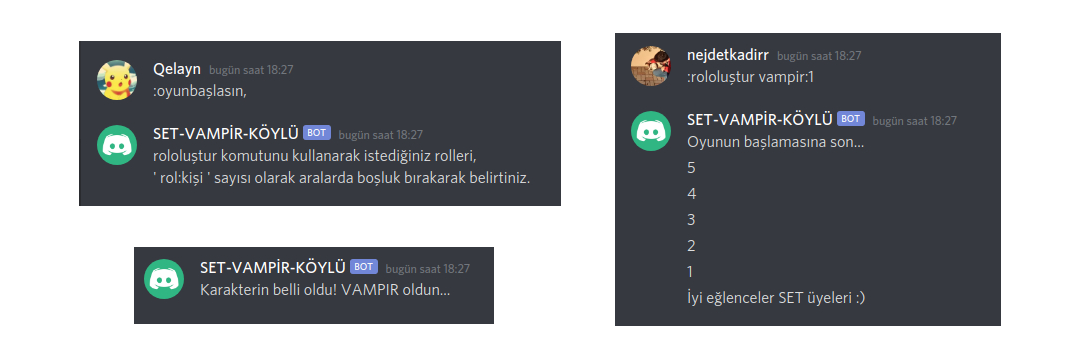 Qelayn bugün saat 18:27
:oyunbaşlasın,
SET-VAMPİR-KÖYLÜ BOT bugün saat 18:27
rololuştur komutunu kullanarak istediğiniz rolleri,
' rol:kişi ' sayısı olarak aralarda boşluk bırakarak belirtiniz.
SET-VAMPİR-KÖYLÜ BOT bugün saat 18:27
Karakterin belli oldu! VAMPIR oldun...
nejdetkadirr bugün saat 18:27
:rololuştur vampir:1
SET-VAMPİR-KÖYLÜ BOT bugün saat 18:27
Oyunun başlamasına son...
5
4
3
2
1
İyi eğlenceler SET üyeleri :)